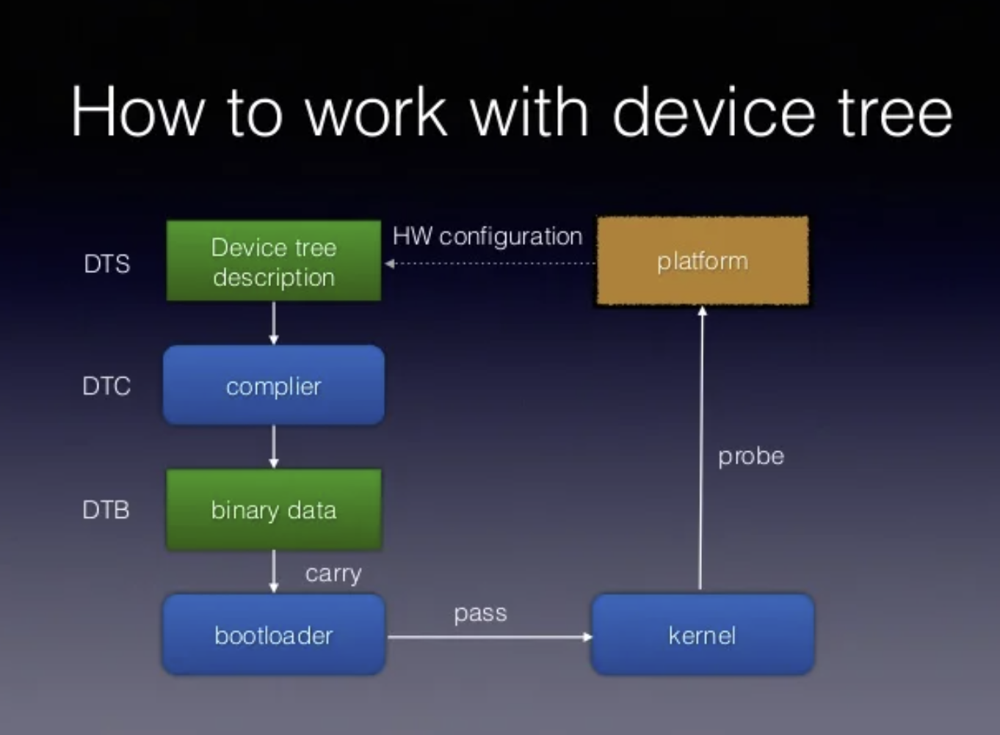 How to work with device tree
DTS
Device tree
description
HW configuration
platform
DTC
complier
probe
DTB
binary data
carry
bootloader
pass
kernel